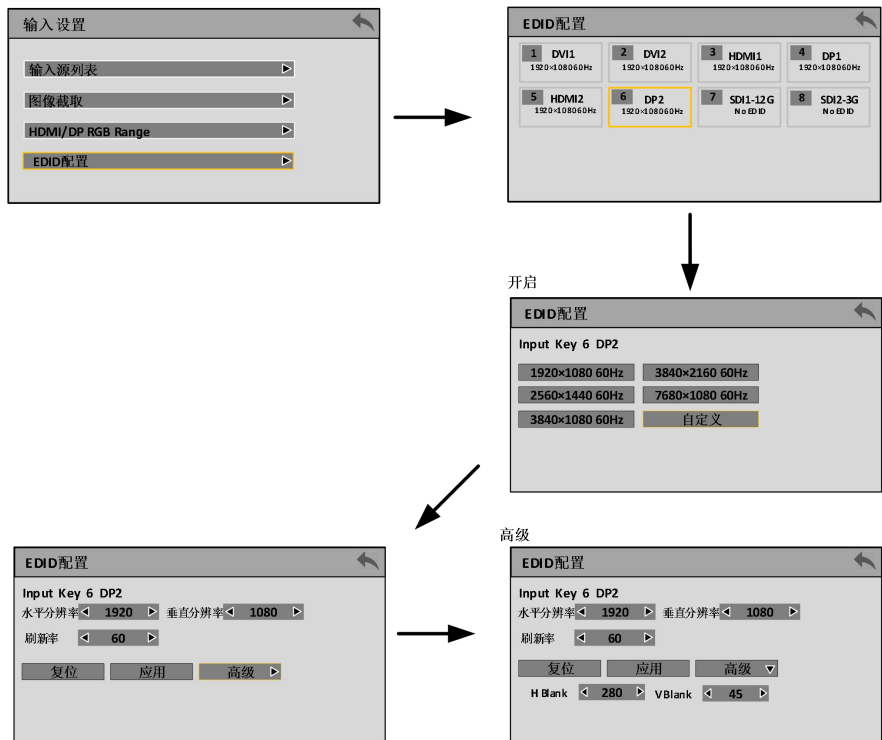 输入设置
输入源列表
图像截取
HDMI/DP RGB Range
EDID配置
EDID配置
1 DVI1
1920×108060Hz
2 DVI2
1920×108060Hz
3 HDMI1
1920×108060Hz
4 DP1
1920×108060Hz
5 HDMI2
1920×108060Hz
6 DP2
1920×108060Hz
7 SDI1-12G
No EDID
8 SDI2-3G
No EDID
开启
EDID配置
Input Key 6 DP2
1920×1080 60Hz 3840×2160 60Hz
2560×1440 60Hz 7680×1080 60Hz
3840×1080 60Hz 自定义
EDID配置
Input Key 6 DP2
水平分辨率 1920 垂直分辨率 1080
刷新率 60
复位 应用 高级
高级
EDID配置
Input Key 6 DP2
水平分辨率 1920 垂直分辨率 1080
刷新率 60
复位 应用 高级
H Blank 280 VBlank 45